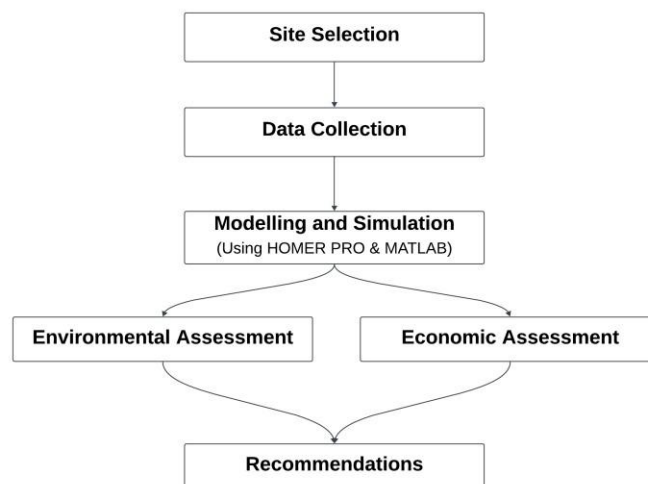 Site Selection
Data Collection
Modelling and Simulation
(Using HOMER PRO & MATLAB)
Environmental Assessment
Economic Assessment
Recommendations